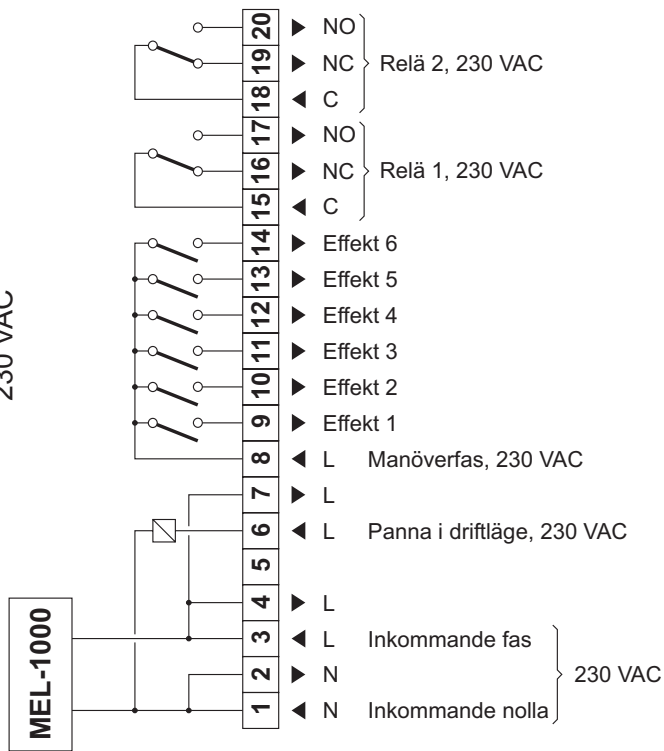 20 NO
19 NC Relä 2, 230 VAC
18 C
17 NO
16 NC Relä 1, 230 VAC
15 C
14 Effekt 6
13 Effekt 5
12 Effekt 4
11 Effekt 3
10 Effekt 2
9 Effekt 1
8 L Manöverfas, 230 VAC
7 L
6 L Panna i driftläge, 230 VAC
5
4 L
3 L Inkommande fas
2 N 230 VAC
1 N Inkommande nolla
MEL-1000
230 VAC